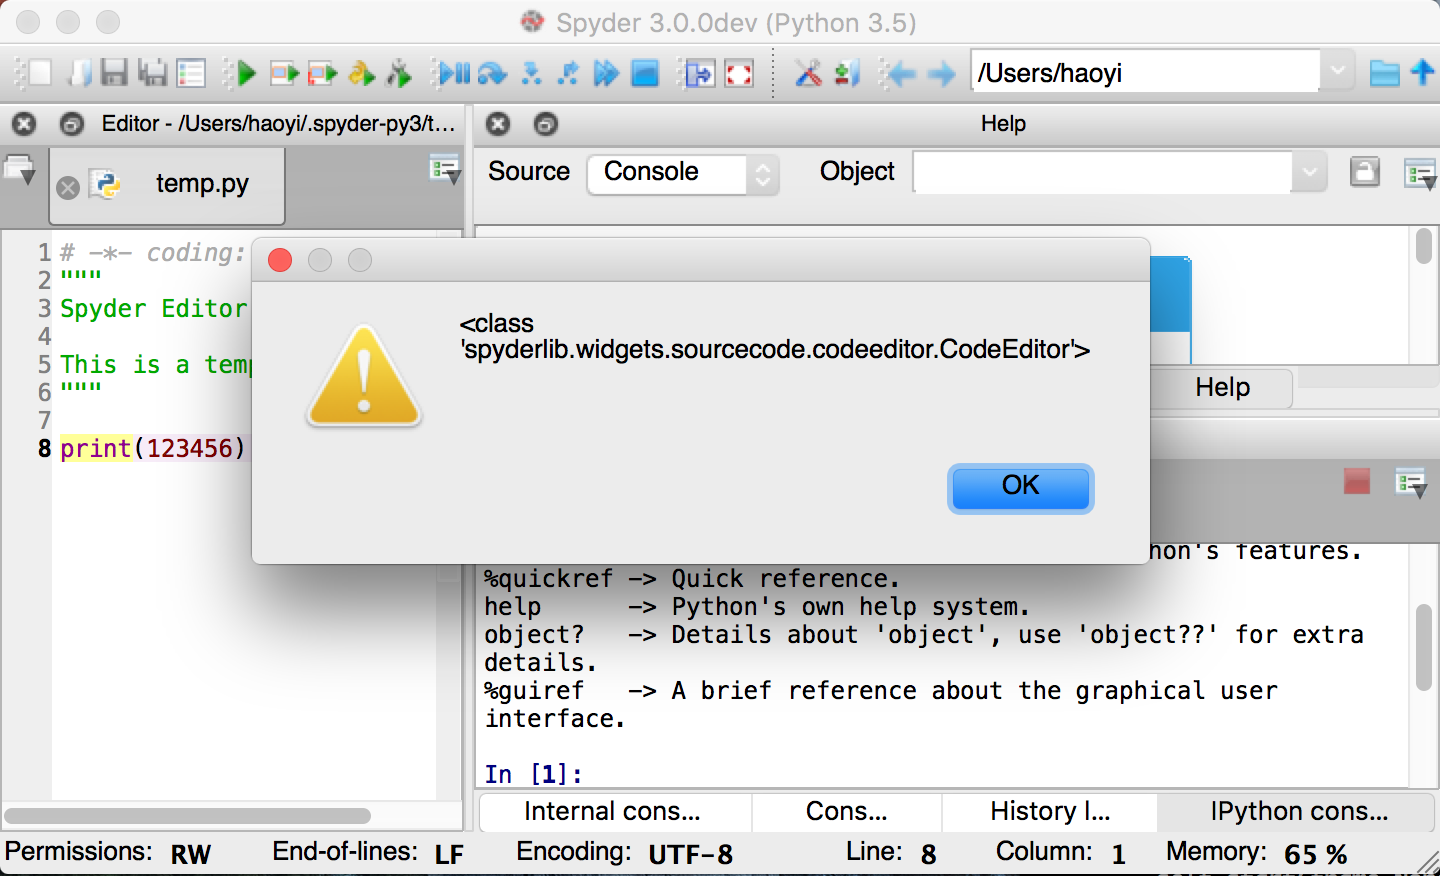 Spyder 3.0.0dev (Python 3.5)
/Users/haoyi
Editor - /Users/haoyi/.spyder-py3/t...
Help
temp.py
Source Console Object
1 # -*- coding:
2 """
3 Spyder Editor
4
5 This is a temp
6 """
7
8 print(123456)
<class
'spyderlib.widgets.sourcecode.codeeditor.CodeEditor'>
OK
Help
hon's features.
%quickref -> Quick reference.
help -> Python's own help system.
object? -> Details about 'object', use 'object??' for extra
details.
%guiref -> A brief reference about the graphical user
interface.
In [1]:
Internal cons... Cons... History l... IPython cons...
Permissions: RW End-of-lines: LF Encoding: UTF-8 Line: 8 Column: 1 Memory: 65 %